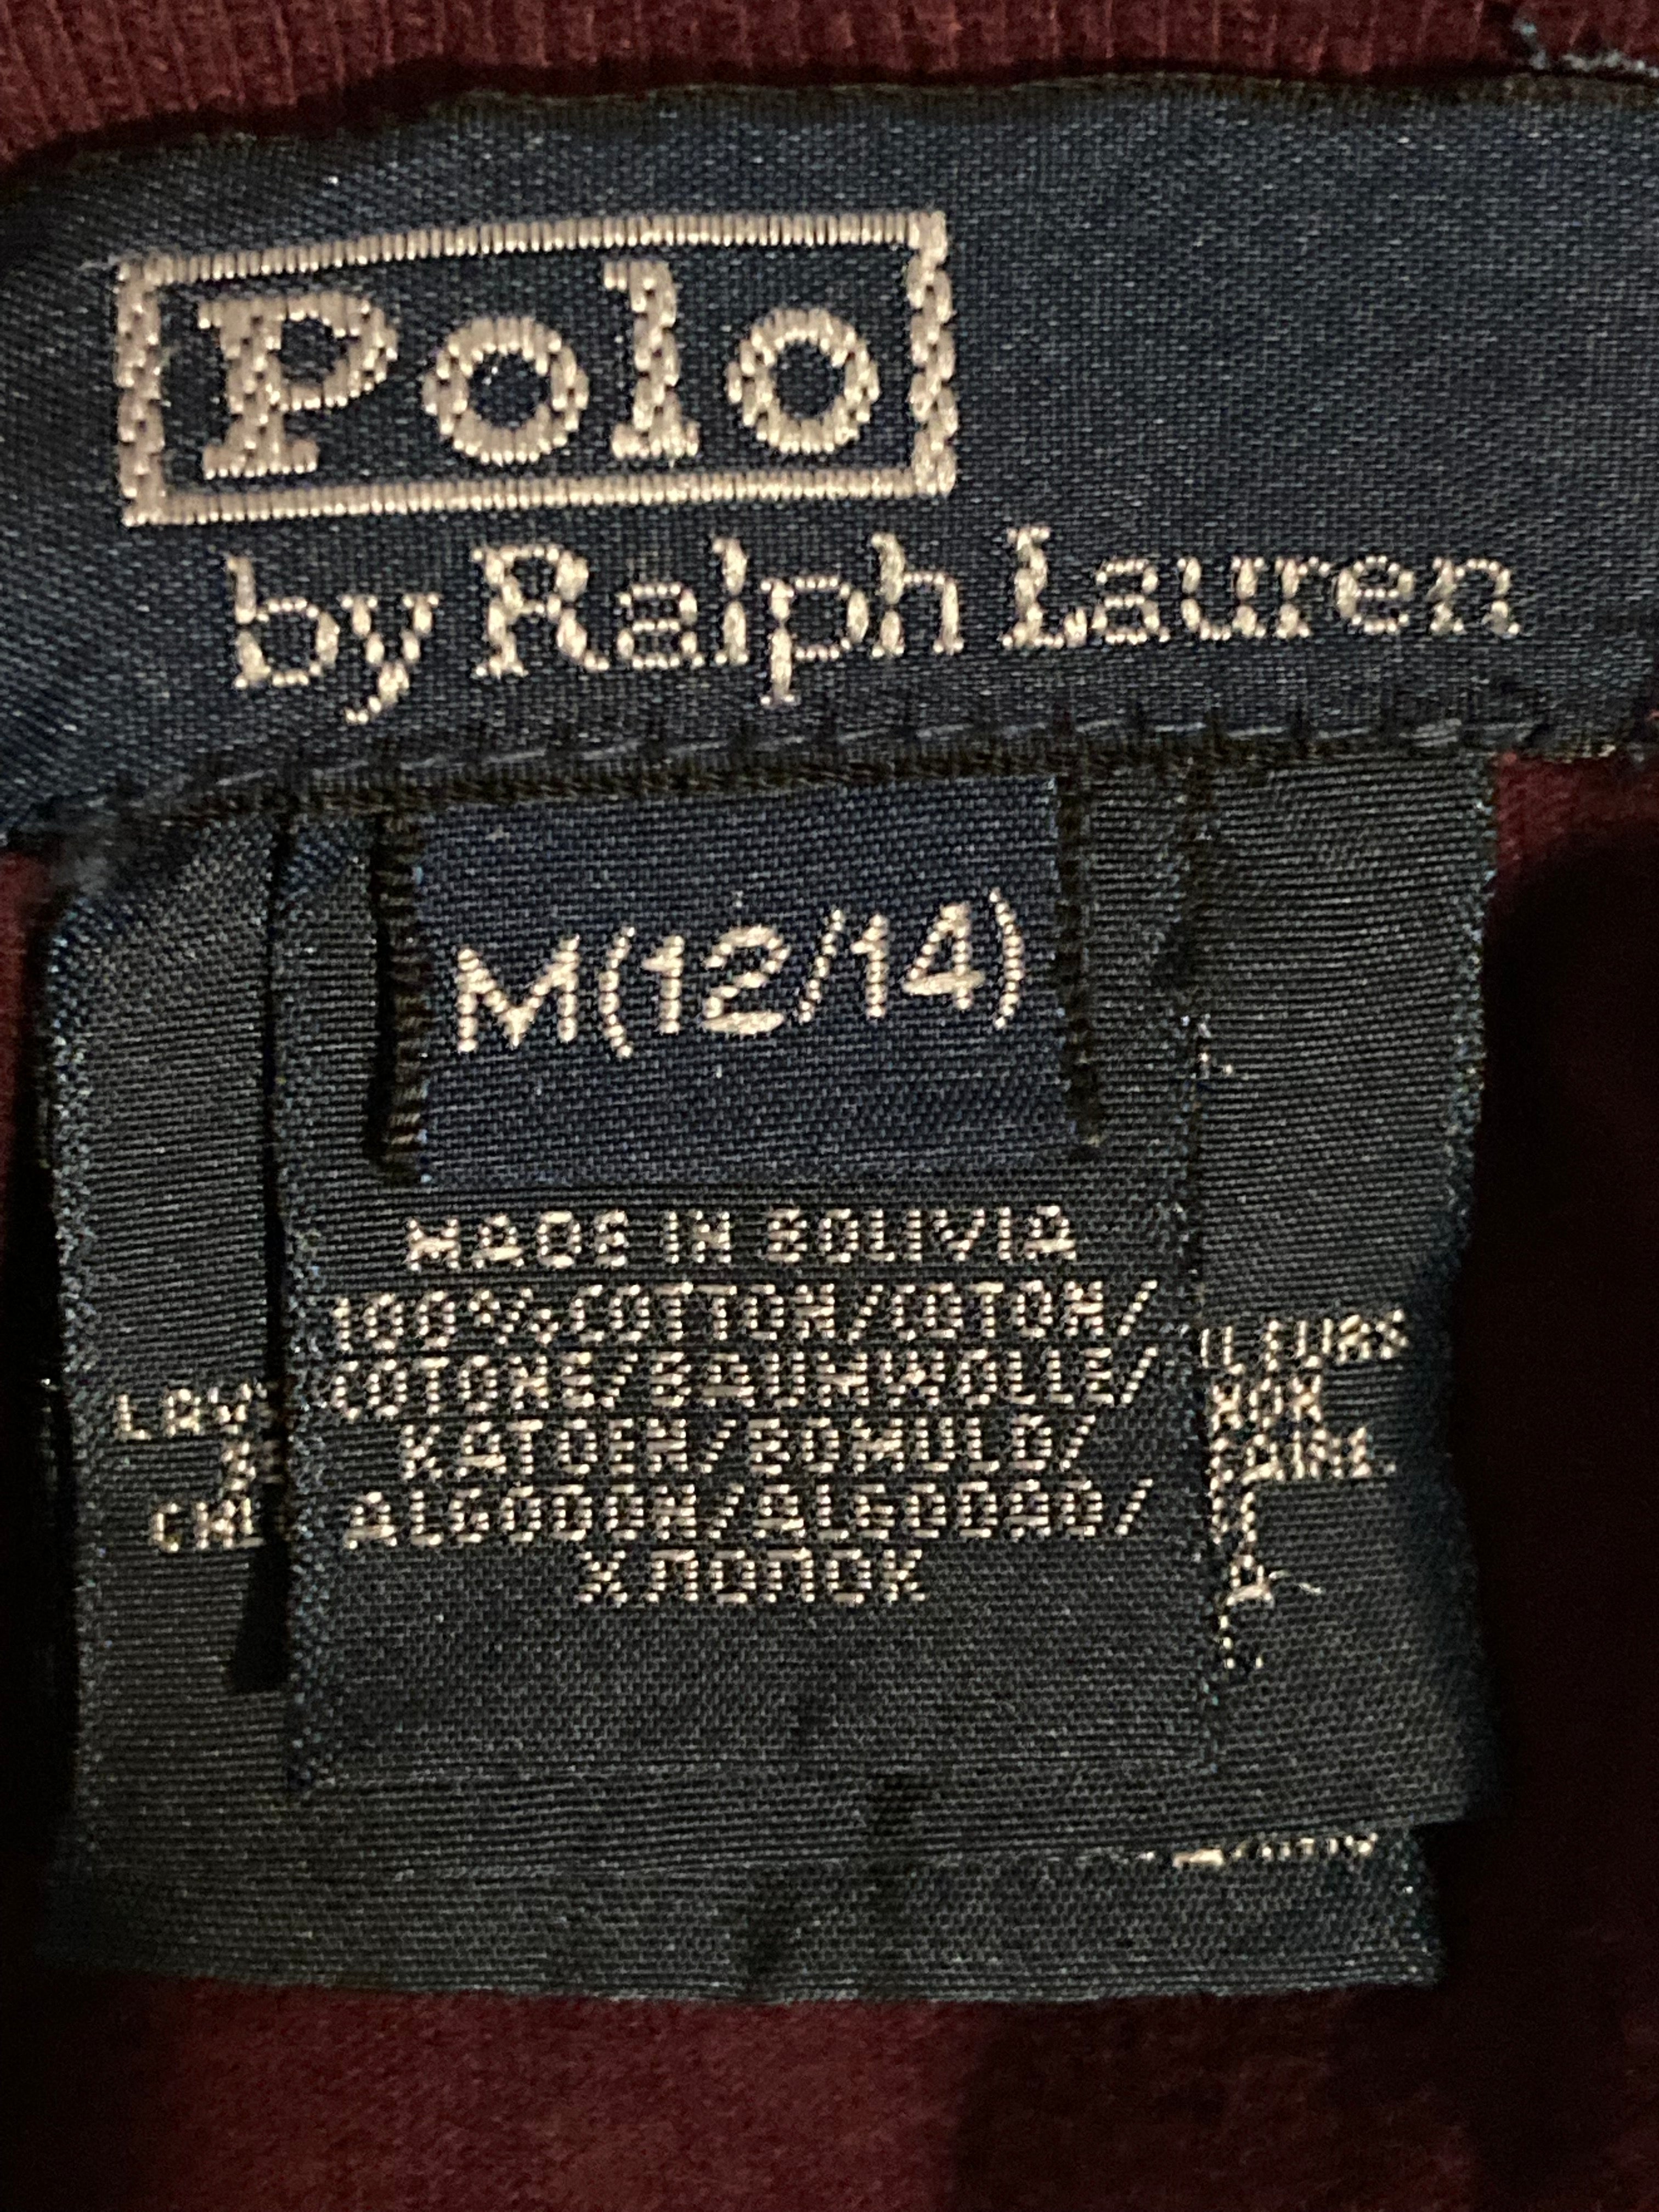 Polo
by Ralph Lauren
M(12/14)
MADE IN BOLIVIA
100%COTTON/COTON/
COTONE/BAUMWOLLE/
KATOEN/BOMULD/
ALGODON/ALGODAO/
ХЛОПОК